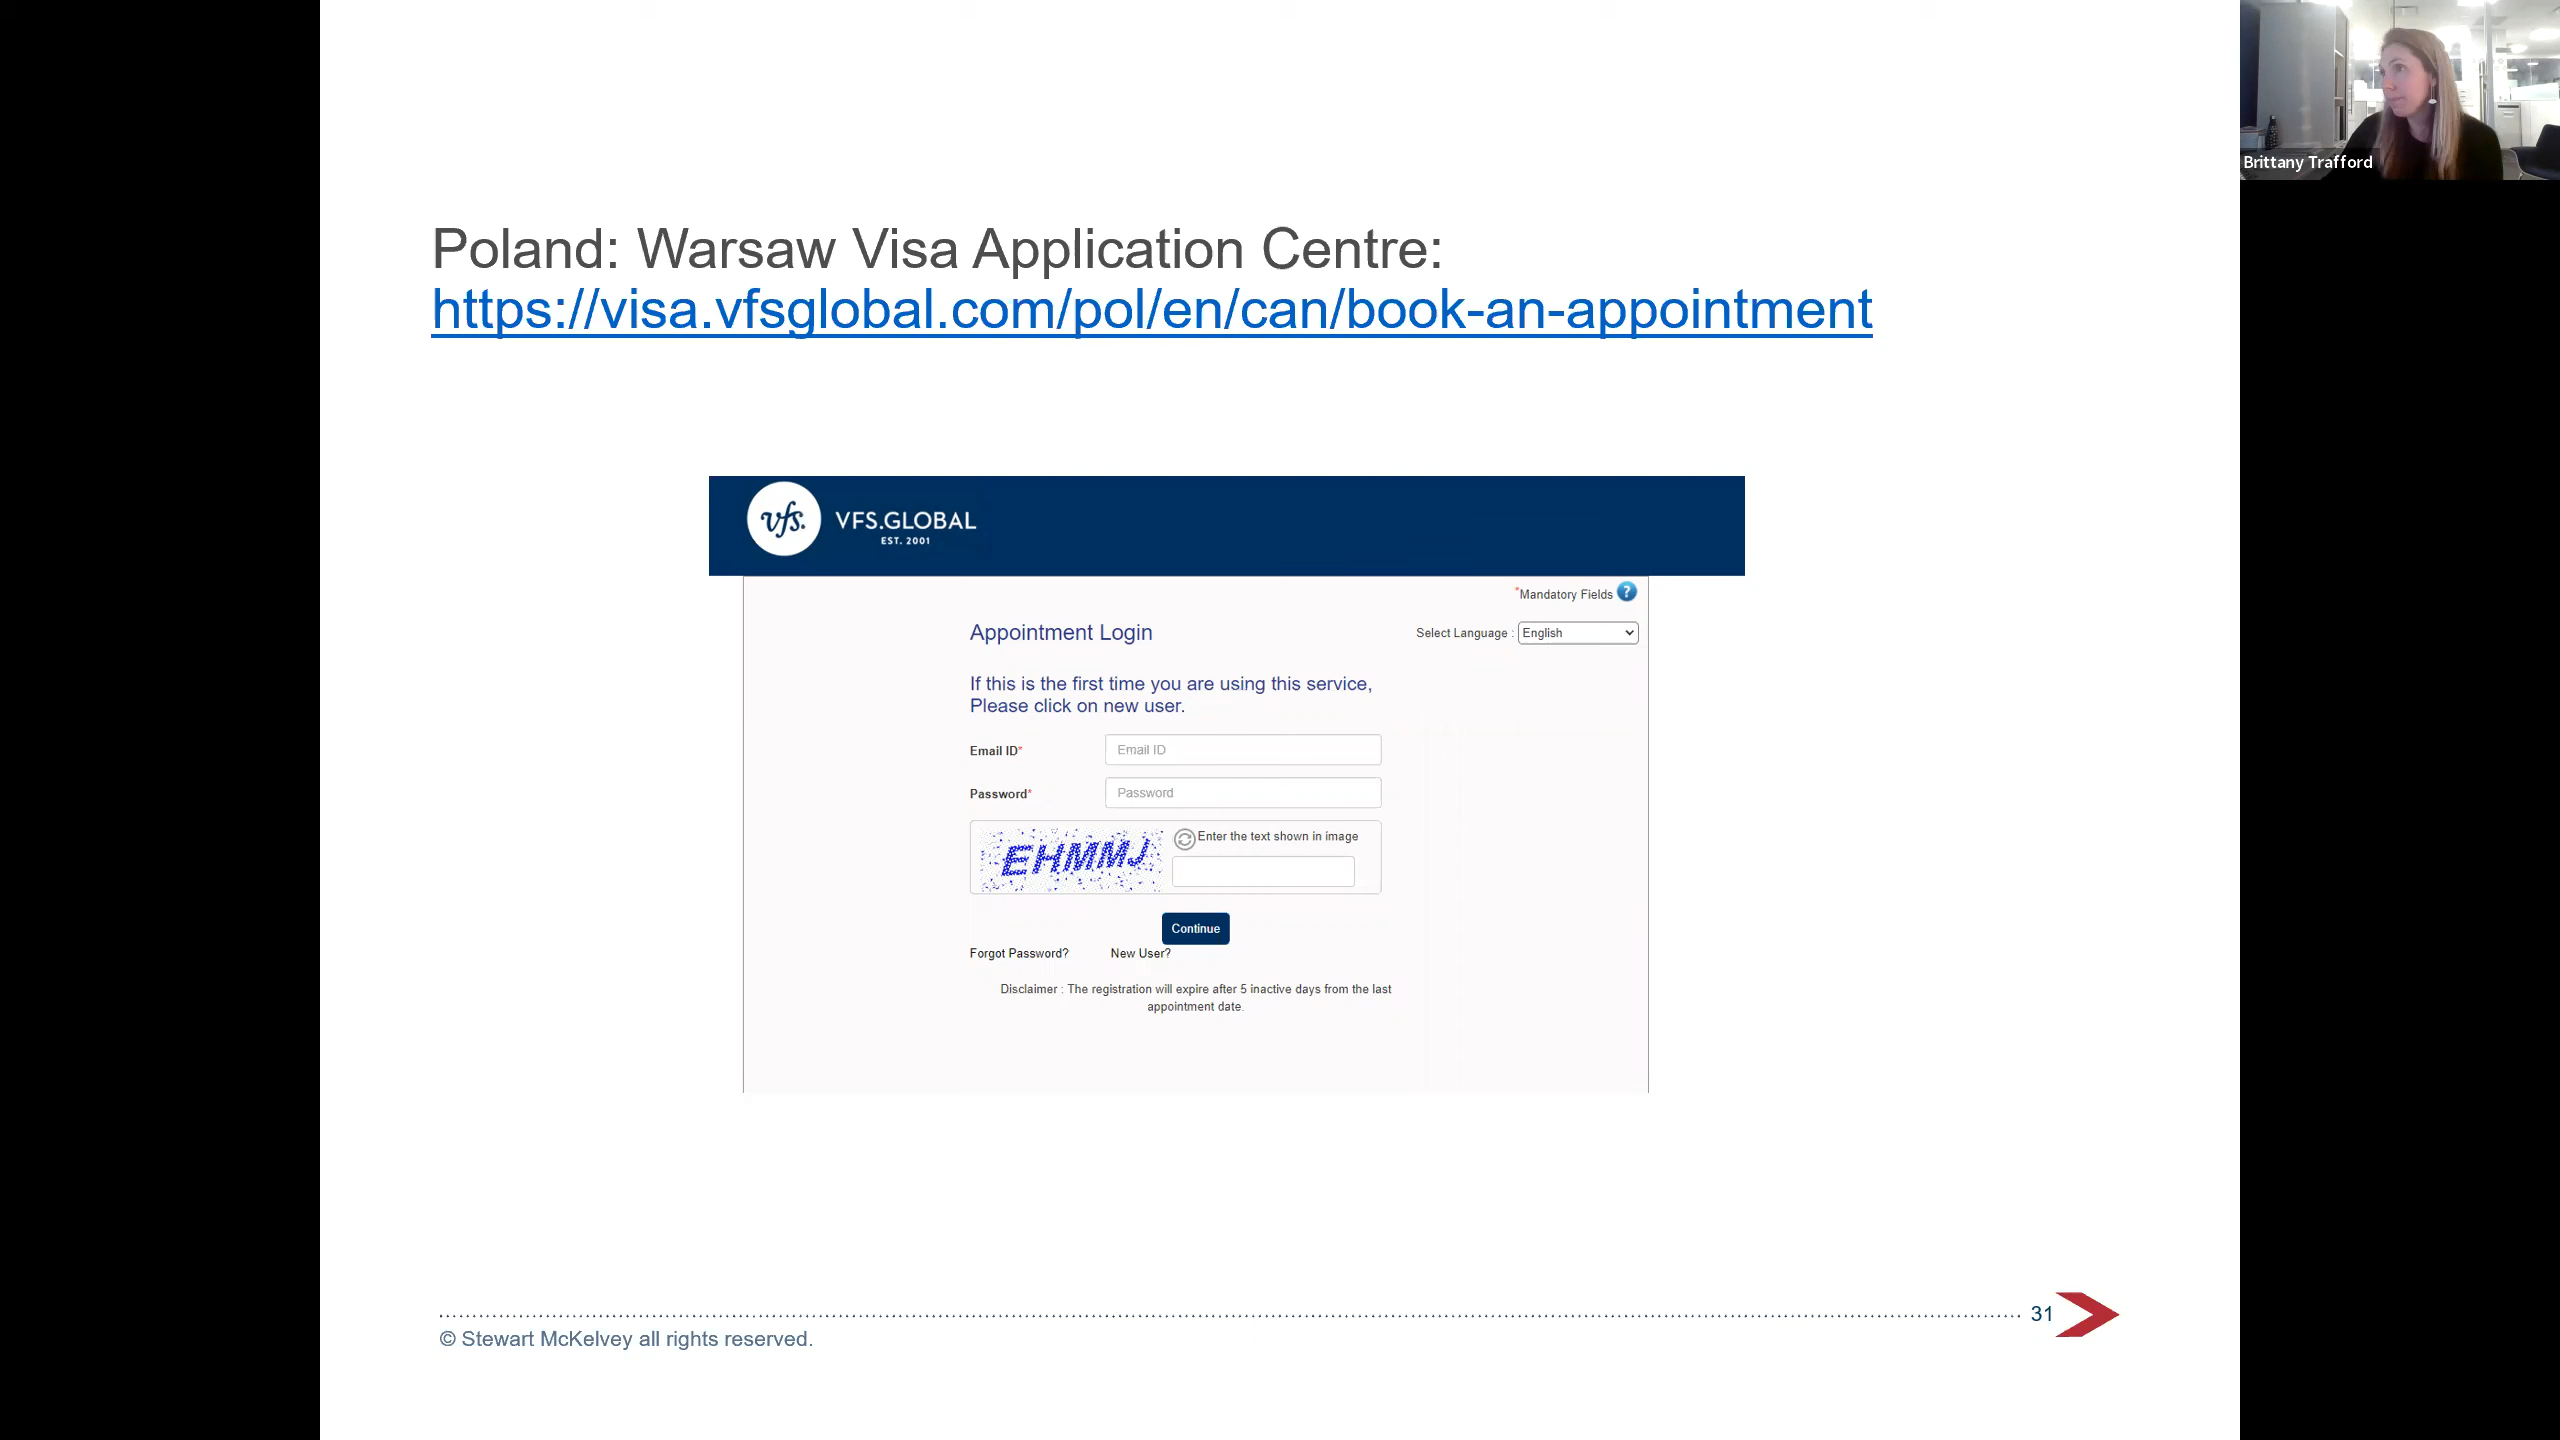 Brittany Trafford
Poland: Warsaw Visa Application Centre:
https://visa.vfsglobal.com/pol/en/can/book-an-appointment
vfs.
VFS.GLOBAL
EST. 2001
*Mandatory Fields ?
Appointment Login
Select Language : English
If this is the first time you are using this service,
Please click on new user.
Email ID* Email ID
Password* Password
Enter the text shown in image
EHMMJ
Continue
Forgot Password? New User?
Disclaimer : The registration will expire after 5 inactive days from the last
appointment date.
31
© Stewart McKelvey all rights reserved.